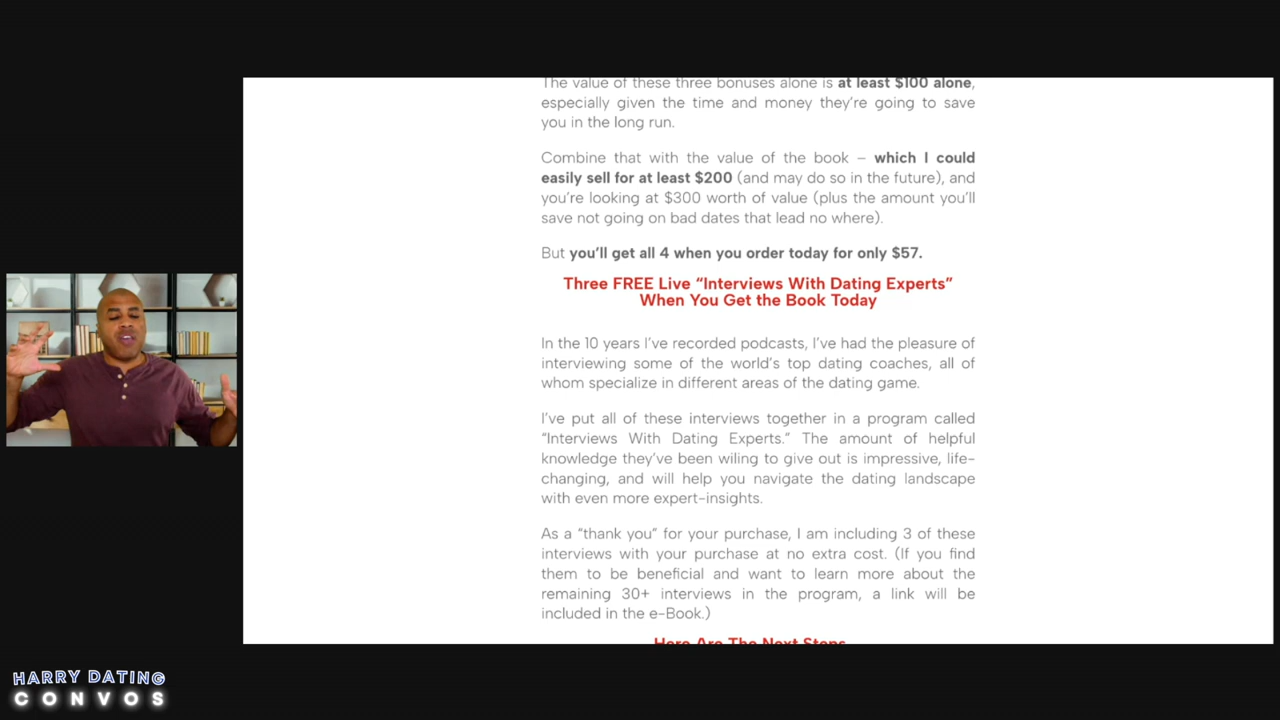 The value of these three bonuses alone is at least $100 alone,
especially given the time and money they're going to save
you in the long run.
Combine that with the value of the book – which I could
easily sell for at least $200 (and may do so in the future), and
you're looking at $300 worth of value (plus the amount you'll
save not going on bad dates that lead no where).
But you'll get all 4 when you order today for only $57.
Three FREE Live “Interviews With Dating Experts”
When You Get the Book Today
In the 10 years I've recorded podcasts, I've had the pleasure of
interviewing some of the world's top dating coaches, all of
whom specialize in different areas of the dating game.
I've put all of these interviews together in a program called
“Interviews With Dating Experts.” The amount of helpful
knowledge they've been wiling to give out is impressive, life-
changing, and will help you navigate the dating landscape
with even more expert-insights.
As a “thank you” for your purchase, I am including 3 of these
interviews with your purchase at no extra cost. (If you find
them to be beneficial and want to learn more about the
remaining 30+ interviews in the program, a link will be
included in the e-Book.)
Here Are The Next Steps
HARRY DATING
CONVOS